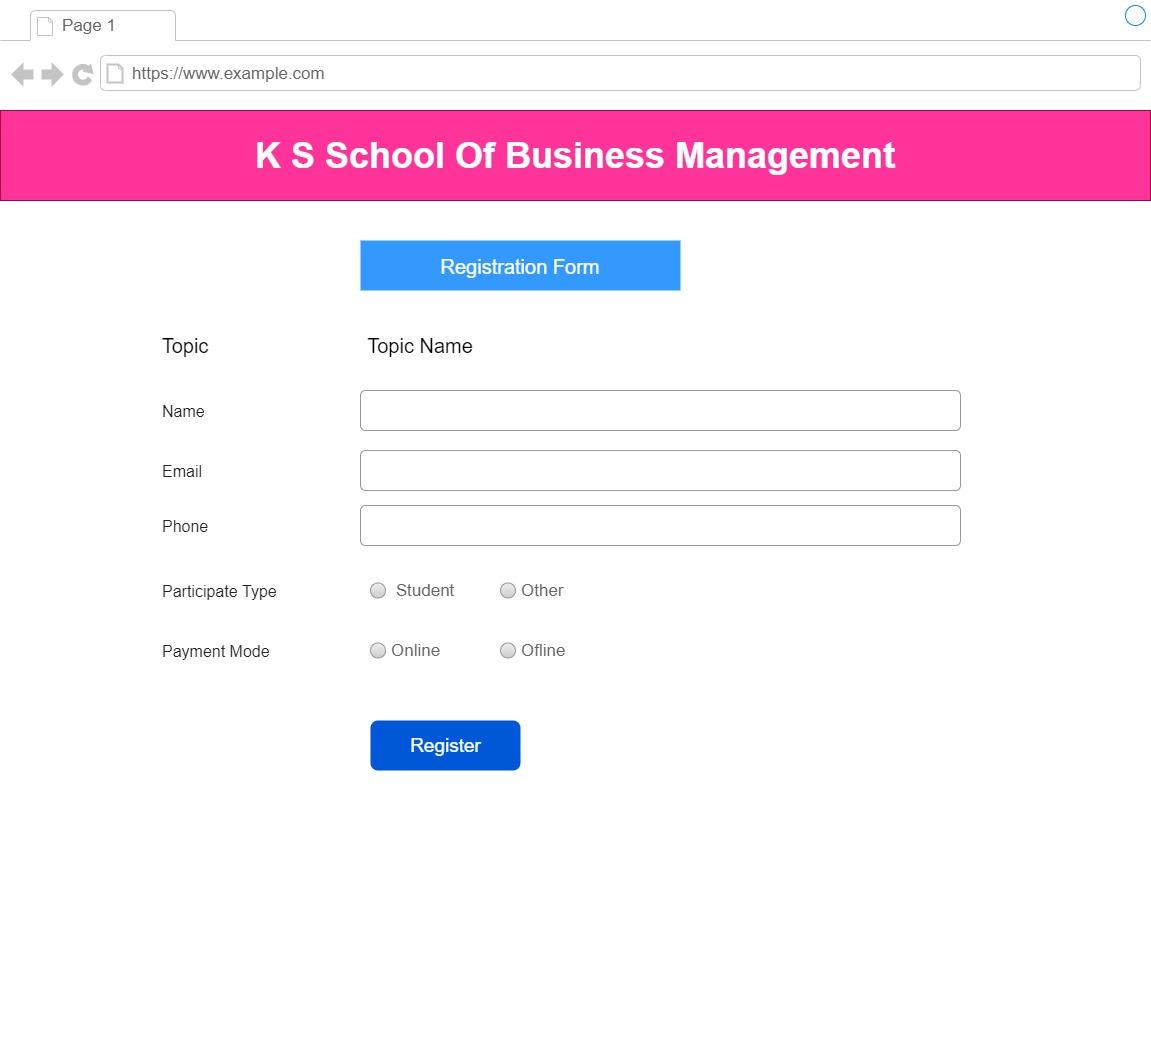 Page 1
https://www.example.com
K S School Of Business Management
Registration Form
Topic Topic Name
Name
Email
Phone
Participate Type Student Other
Payment Mode Online Ofline
Register